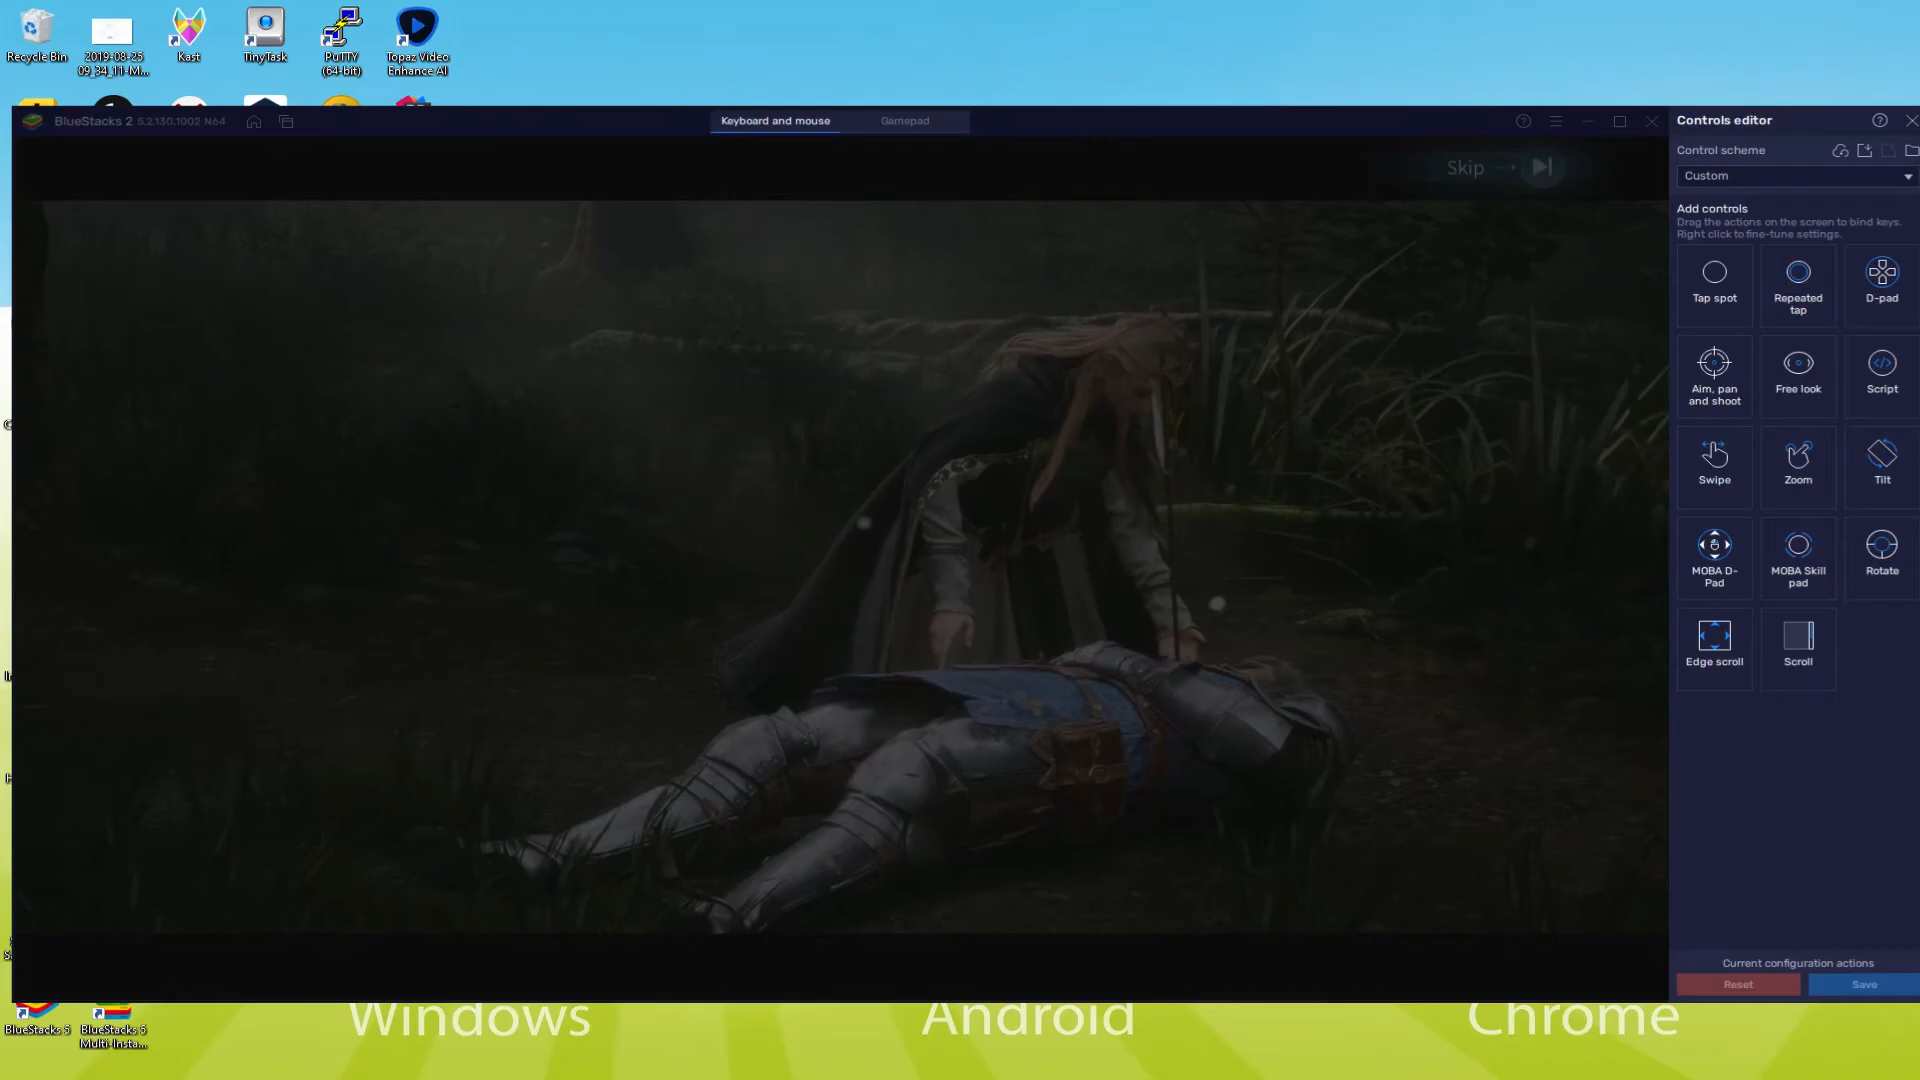 Recycle Bin
2019-08-25
09_34_11-M...
Kast
TinyTask
PuTTY
(64-bit)
Topaz Video
Enhance AI
BlueStacks 2 5.2.130.1002 N64
Keyboard and mouse
Gamepad
Skip
Controls editor
Control scheme
Custom
Add controls
Drag the actions on the screen to bind keys.
Right click to fine-tune settings.
Tap spot
Repeated
tap
D-pad
Aim, pan
and shoot
Free look
Script
Swipe
Zoom
Tilt
MOBA D-
Pad
MOBA Skill
pad
Rotate
Edge scroll
Scroll
Current configuration actions
Reset
Save
BlueStacks 5
BlueStacks 5
Multi-Insta...
Windows
Android
Chrome